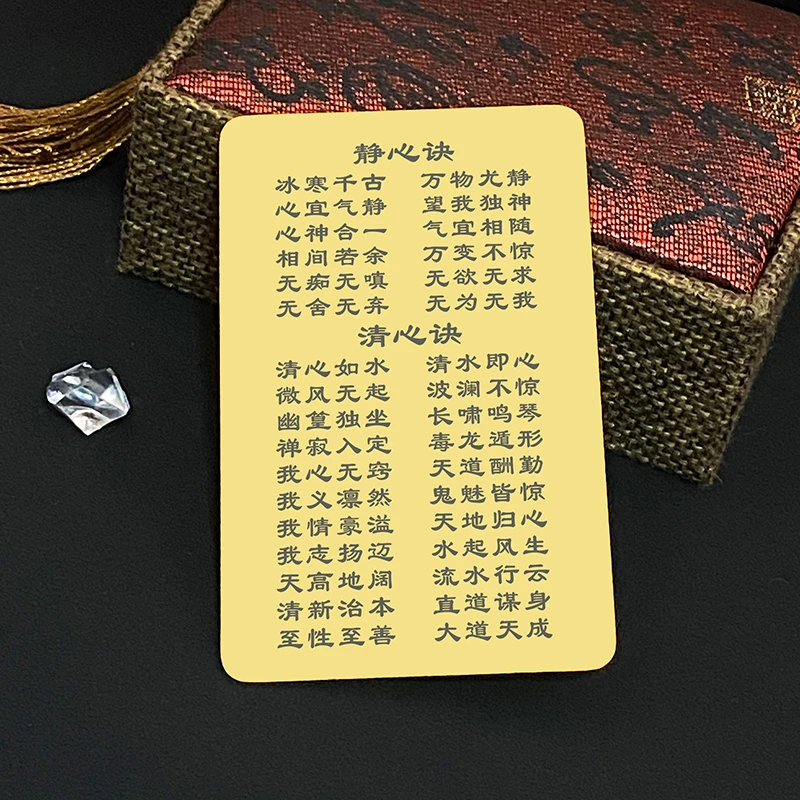 静心诀
冰寒千古 万物尤静
心宜气静 望我独神
心神合一 气宜相随
相间若余 万变不惊
无痴无嗔 无欲无求
无舍无弃 无为无我
清心诀
清心如水 清水即心
微风无起 波澜不惊
幽篁独坐 长啸鸣琴
禅寂入定 毒龙遁形
我心无窍 天道酬勤
我义凛然 鬼魅皆惊
我情豪溢 天地归心
我志扬迈 水起风生
天高地阔 流水行云
清新治本 直道谋身
至性至善 大道天成